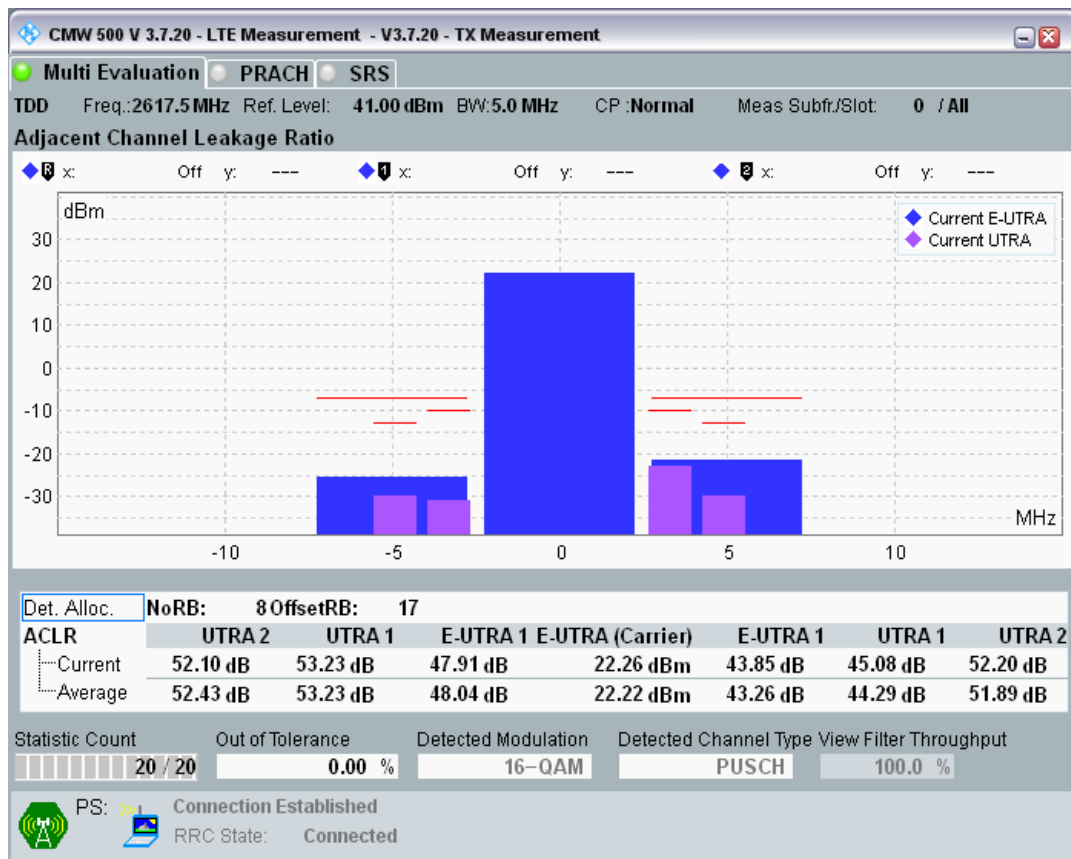 CMW 500 V 3.7.20 - LTE Measurement - V3.7.20 - TX Measurement
Multi Evaluation PRACH SRS
TDD Freq.:2617.5 MHz Ref. Level: 41.00 dBm BW:5.0 MHz CP :Normal Meas Subfr./Slot: 0 / All
Adjacent Channel Leakage Ratio
R x: Off y: --- 1 x: Off y: --- 2 x: Off y: ---
dBm
Current E-UTRA
Current UTRA
30
20
10
0
-10
-20
-30
MHz
-10 -5 0 5 10
Det. Alloc. NoRB: 8 OffsetRB: 17
ACLR UTRA 2 UTRA 1 E-UTRA 1 E-UTRA (Carrier) E-UTRA 1 UTRA 1 UTRA 2
Current 52.10 dB 53.23 dB 47.91 dB 22.26 dBm 43.85 dB 45.08 dB 52.20 dB
Average 52.43 dB 53.23 dB 48.04 dB 22.22 dBm 43.26 dB 44.29 dB 51.89 dB
Statistic Count Out of Tolerance Detected Modulation Detected Channel Type View Filter Throughput
20 / 20 0.00 % 16-QAM PUSCH 100.0 %
PS: Connection Established
RRC State: Connected